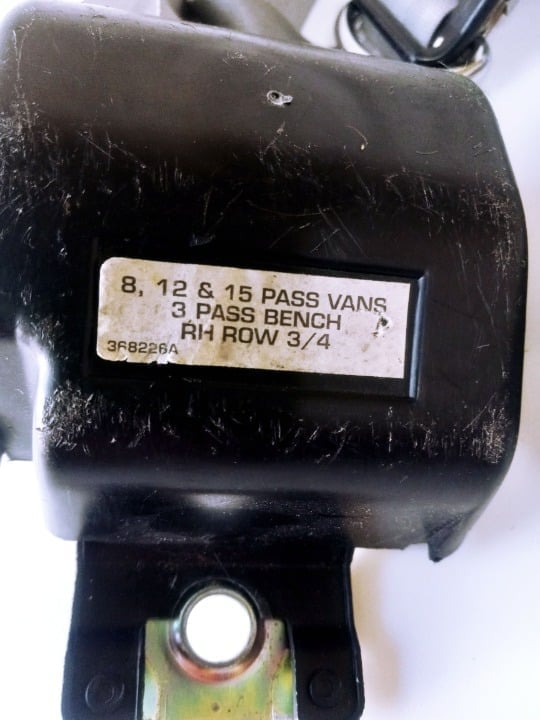 8, 12 & 15 PASS VANS
3 PASS BENCH
RH ROW 3/4
368226A